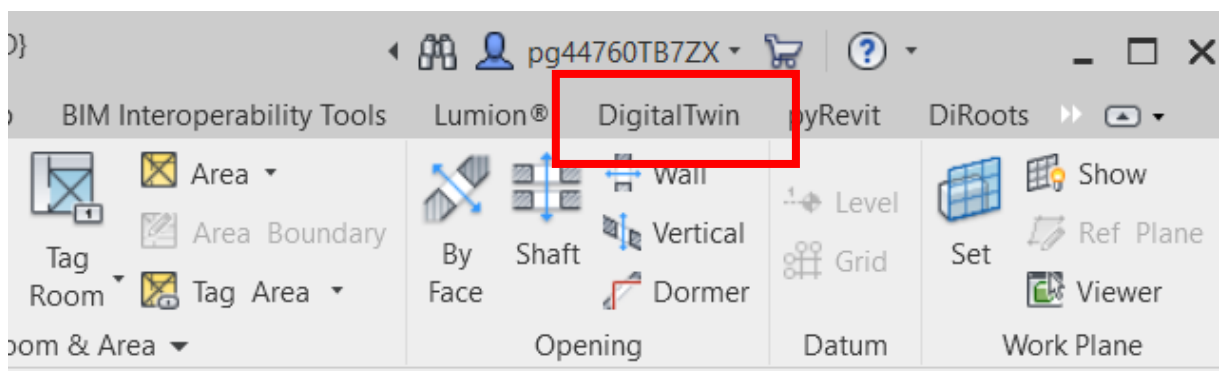 pg44760TB7ZX
BIM Interoperability Tools Lumion® DigitalTwin pyRevit DiRoots
Area Wall Show
Level
Area Boundary Vertical Ref Plane
Tag By Shaft Grid Set
Room Tag Area Face Dormer Viewer
Room & Area Opening Datum Work Plane